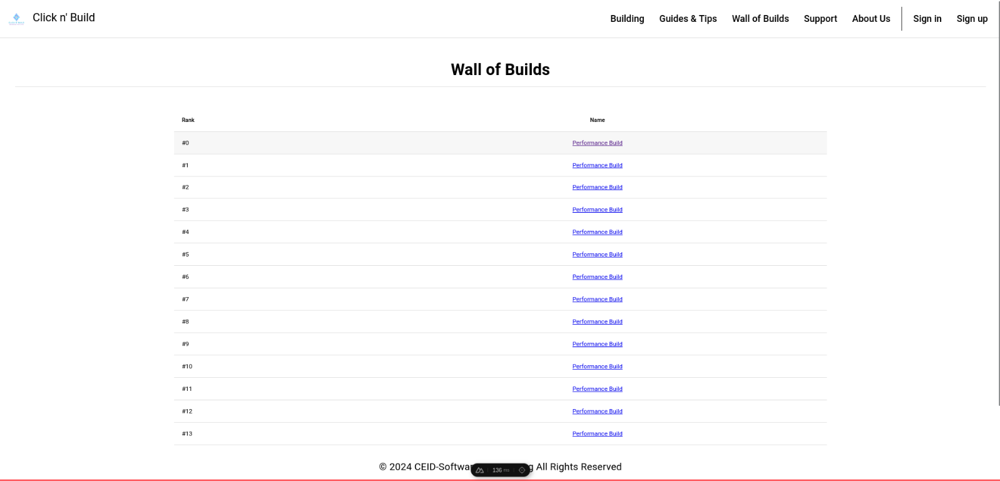 Click n' Build
Building Guides & Tips Wall of Builds Support About Us Sign in Sign up
Wall of Builds
Rank Name
#0 Performance Build
#1 Performance Build
#2 Performance Build
#3 Performance Build
#4 Performance Build
#5 Performance Build
#6 Performance Build
#7 Performance Build
#8 Performance Build
#9 Performance Build
#10 Performance Build
#11 Performance Build
#12 Performance Build
#13 Performance Build
© 2024 CEID-Softwar g All Rights Reserved
136 ms